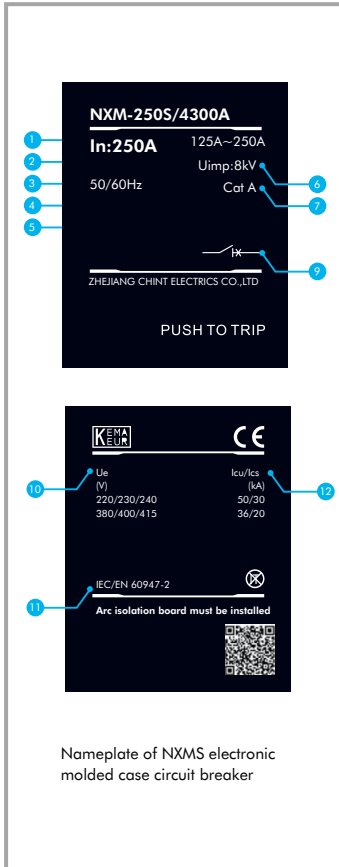 NXM-250S/4300A
1
In:250A 125A~250A
2
Uimp:8kV 6
3 50/60Hz Cat A 7
4
5
9
ZHEJIANG CHINT ELECTRICS CO.,LTD
PUSH TO TRIP
KEMA EUR CE
10 Ue Icu/Ics 12
(V) (kA)
220/230/240 50/30
380/400/415 36/20
11 IEC/EN 60947-2
Arc isolation board must be installed
Nameplate of NXMS electronic
molded case circuit breaker